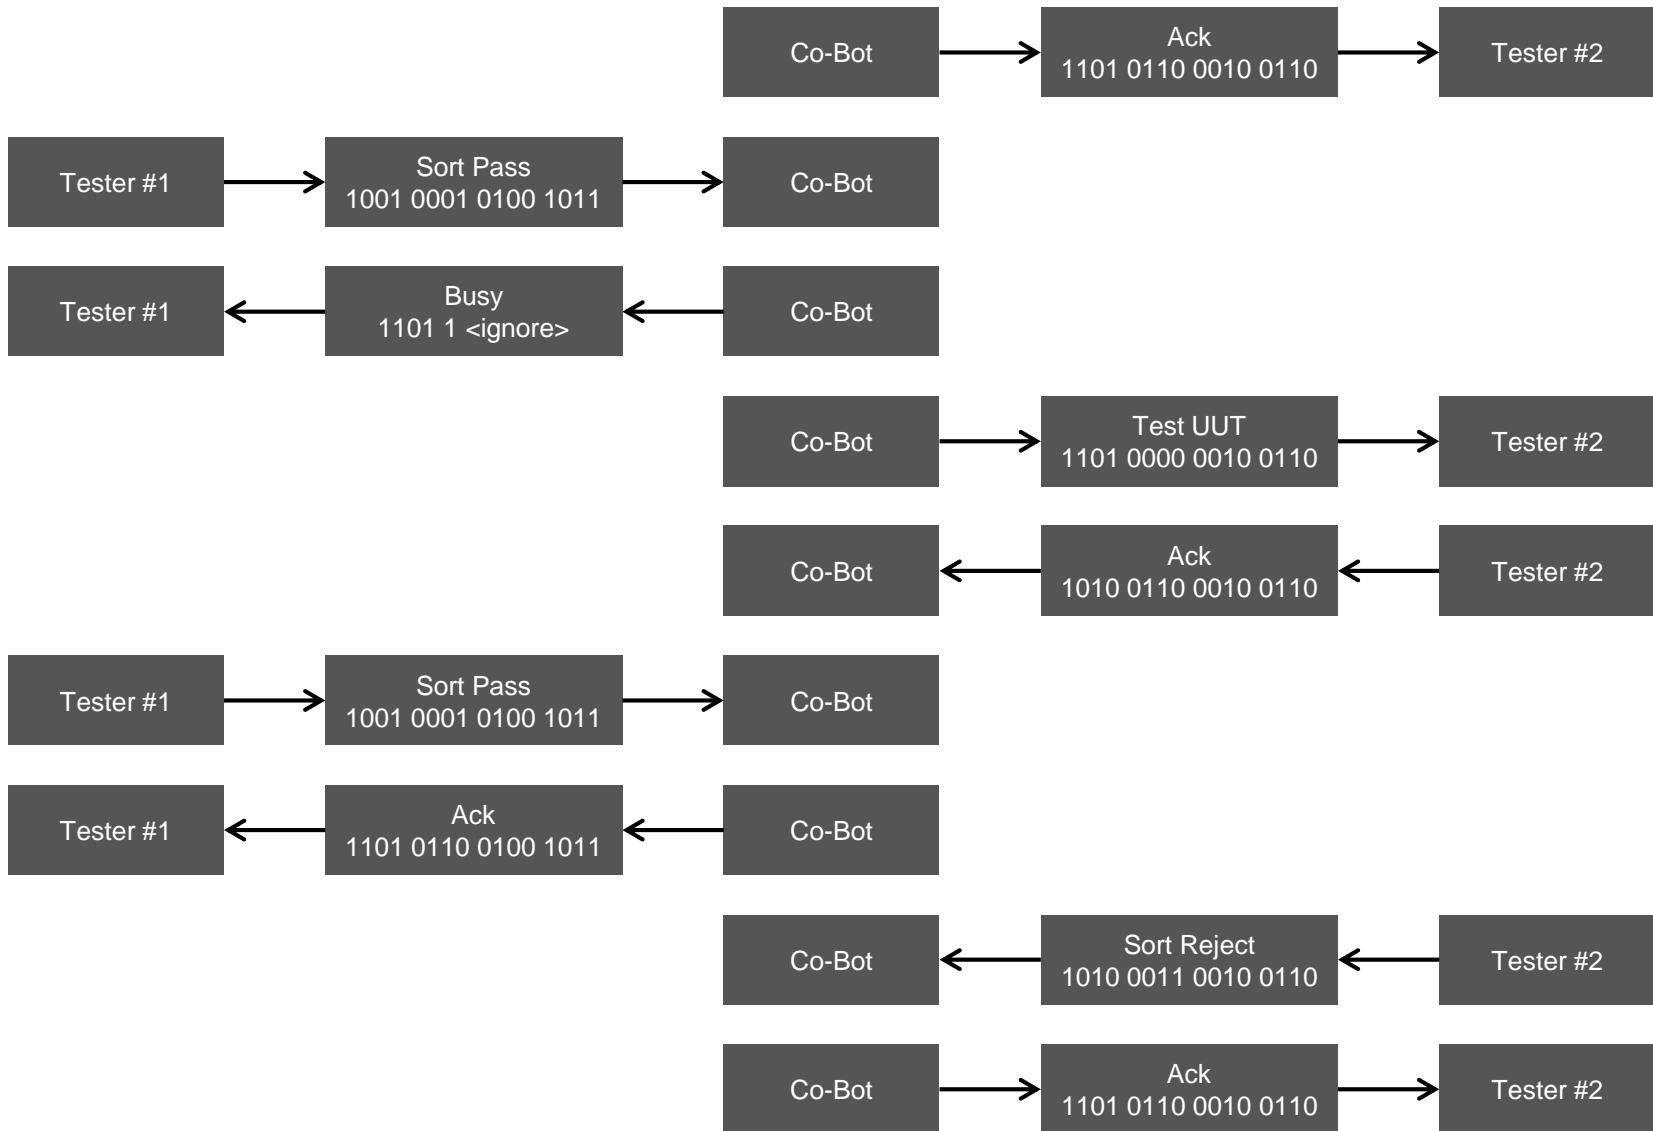 Co-Bot
Ack
1101 0110 0010 0110
Tester #2
Tester #1
Sort Pass
1001 0001 0100 1011
Co-Bot
Tester #1
Busy
1101 1 <ignore>
Co-Bot
Co-Bot
Test UUT
1101 0000 0010 0110
Tester #2
Co-Bot
Ack
1010 0110 0010 0110
Tester #2
Tester #1
Sort Pass
1001 0001 0100 1011
Co-Bot
Tester #1
Ack
1101 0110 0100 1011
Co-Bot
Co-Bot
Sort Reject
1010 0011 0010 0110
Tester #2
Co-Bot
Ack
1101 0110 0010 0110
Tester #2